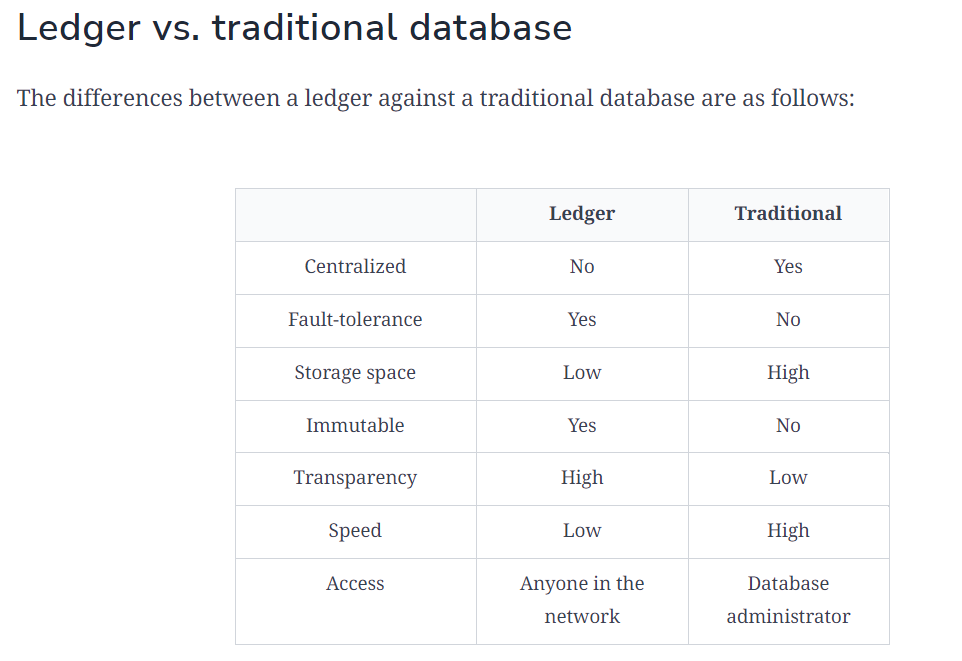 Ledger vs. traditional database
The differences between a ledger against a traditional database are as follows:
Ledger Traditional
Centralized No Yes
Fault-tolerance Yes No
Storage space Low High
Immutable Yes No
Transparency High Low
Speed Low High
Access Anyone in the Database
network administrator